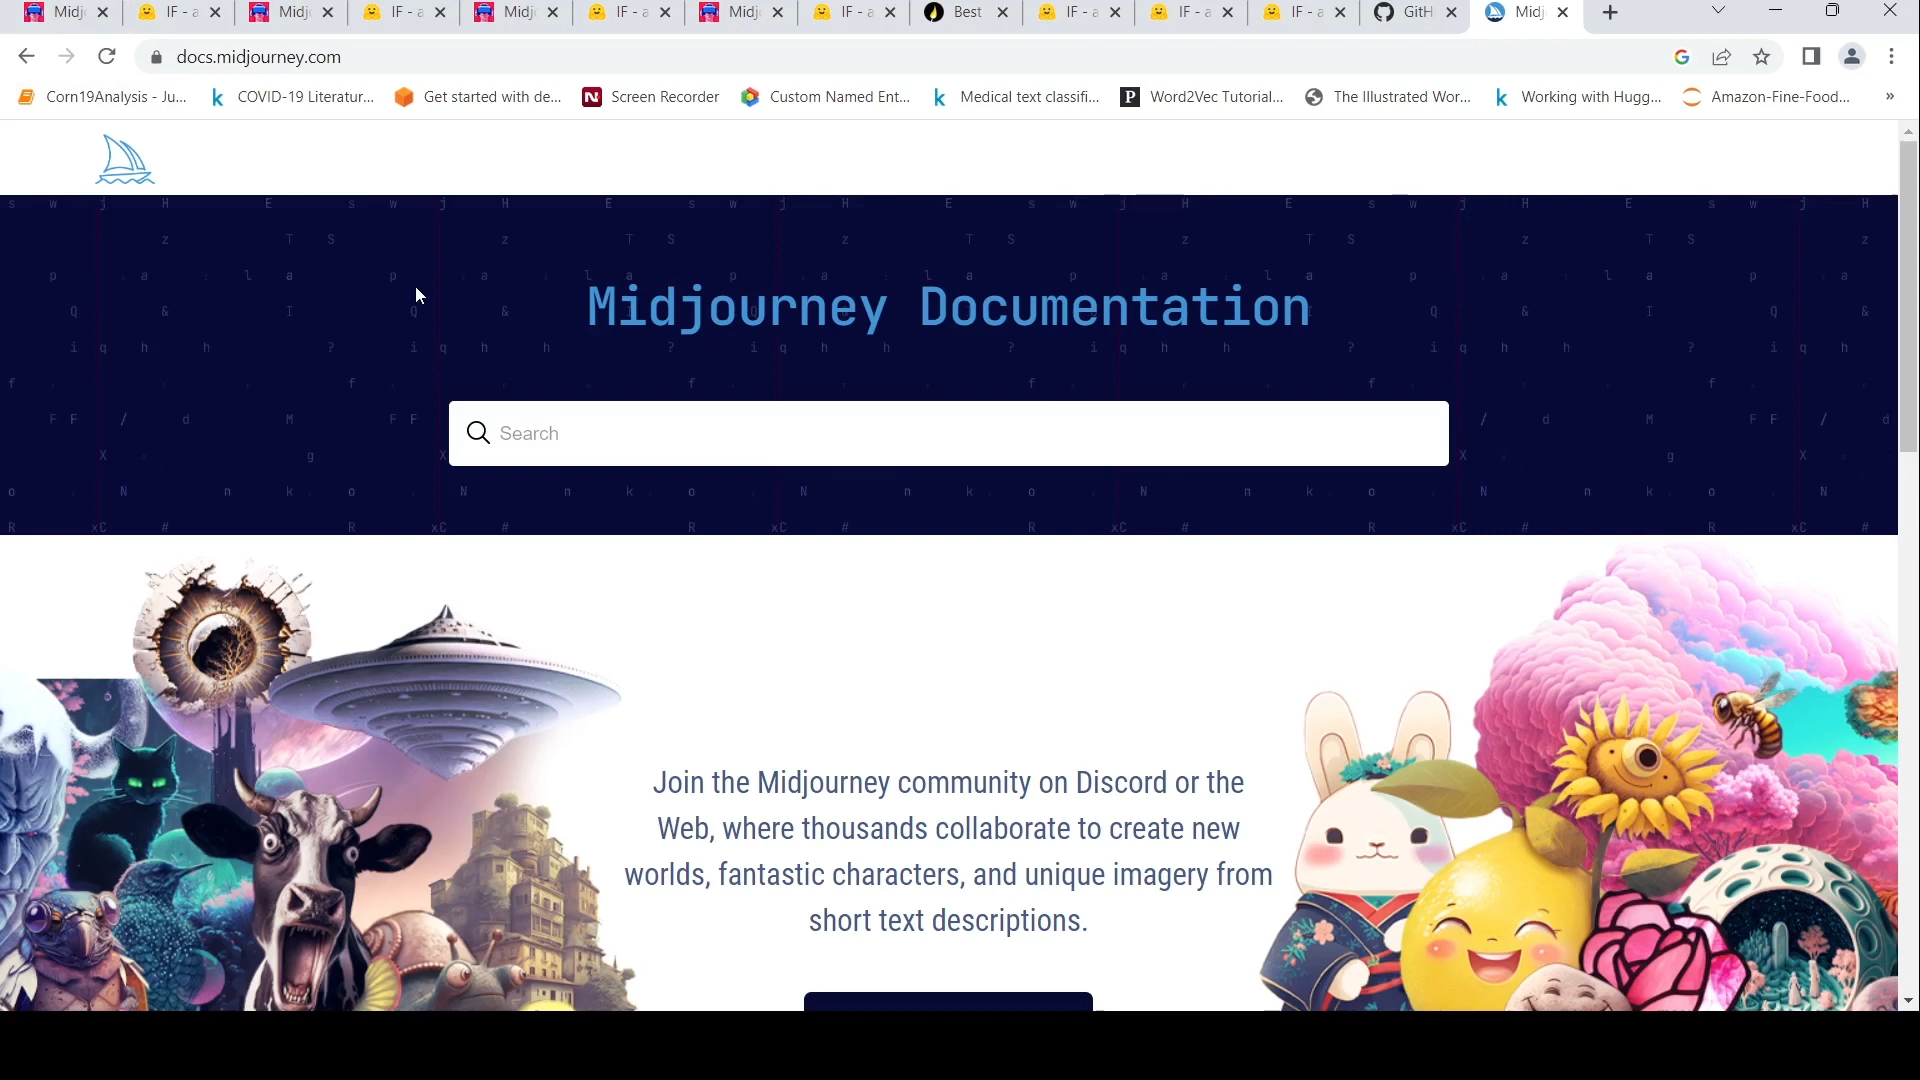 Midj
IF - a
Midj
IF - a
Midj
IF - a
Midj
IF - a
Best
IF - a
IF - a
IF - a
GitH
Midj
docs.midjourney.com
Corn19Analysis - Ju...
COVID-19 Literatur...
Get started with de...
Screen Recorder
Custom Named Ent...
Medical text classifi...
Word2Vec Tutorial...
The Illustrated Wor...
Working with Hugg...
Amazon-Fine-Food...
»
Midjourney Documentation
Search
Join the Midjourney community on Discord or the
Web, where thousands collaborate to create new
worlds, fantastic characters, and unique imagery from
short text descriptions.